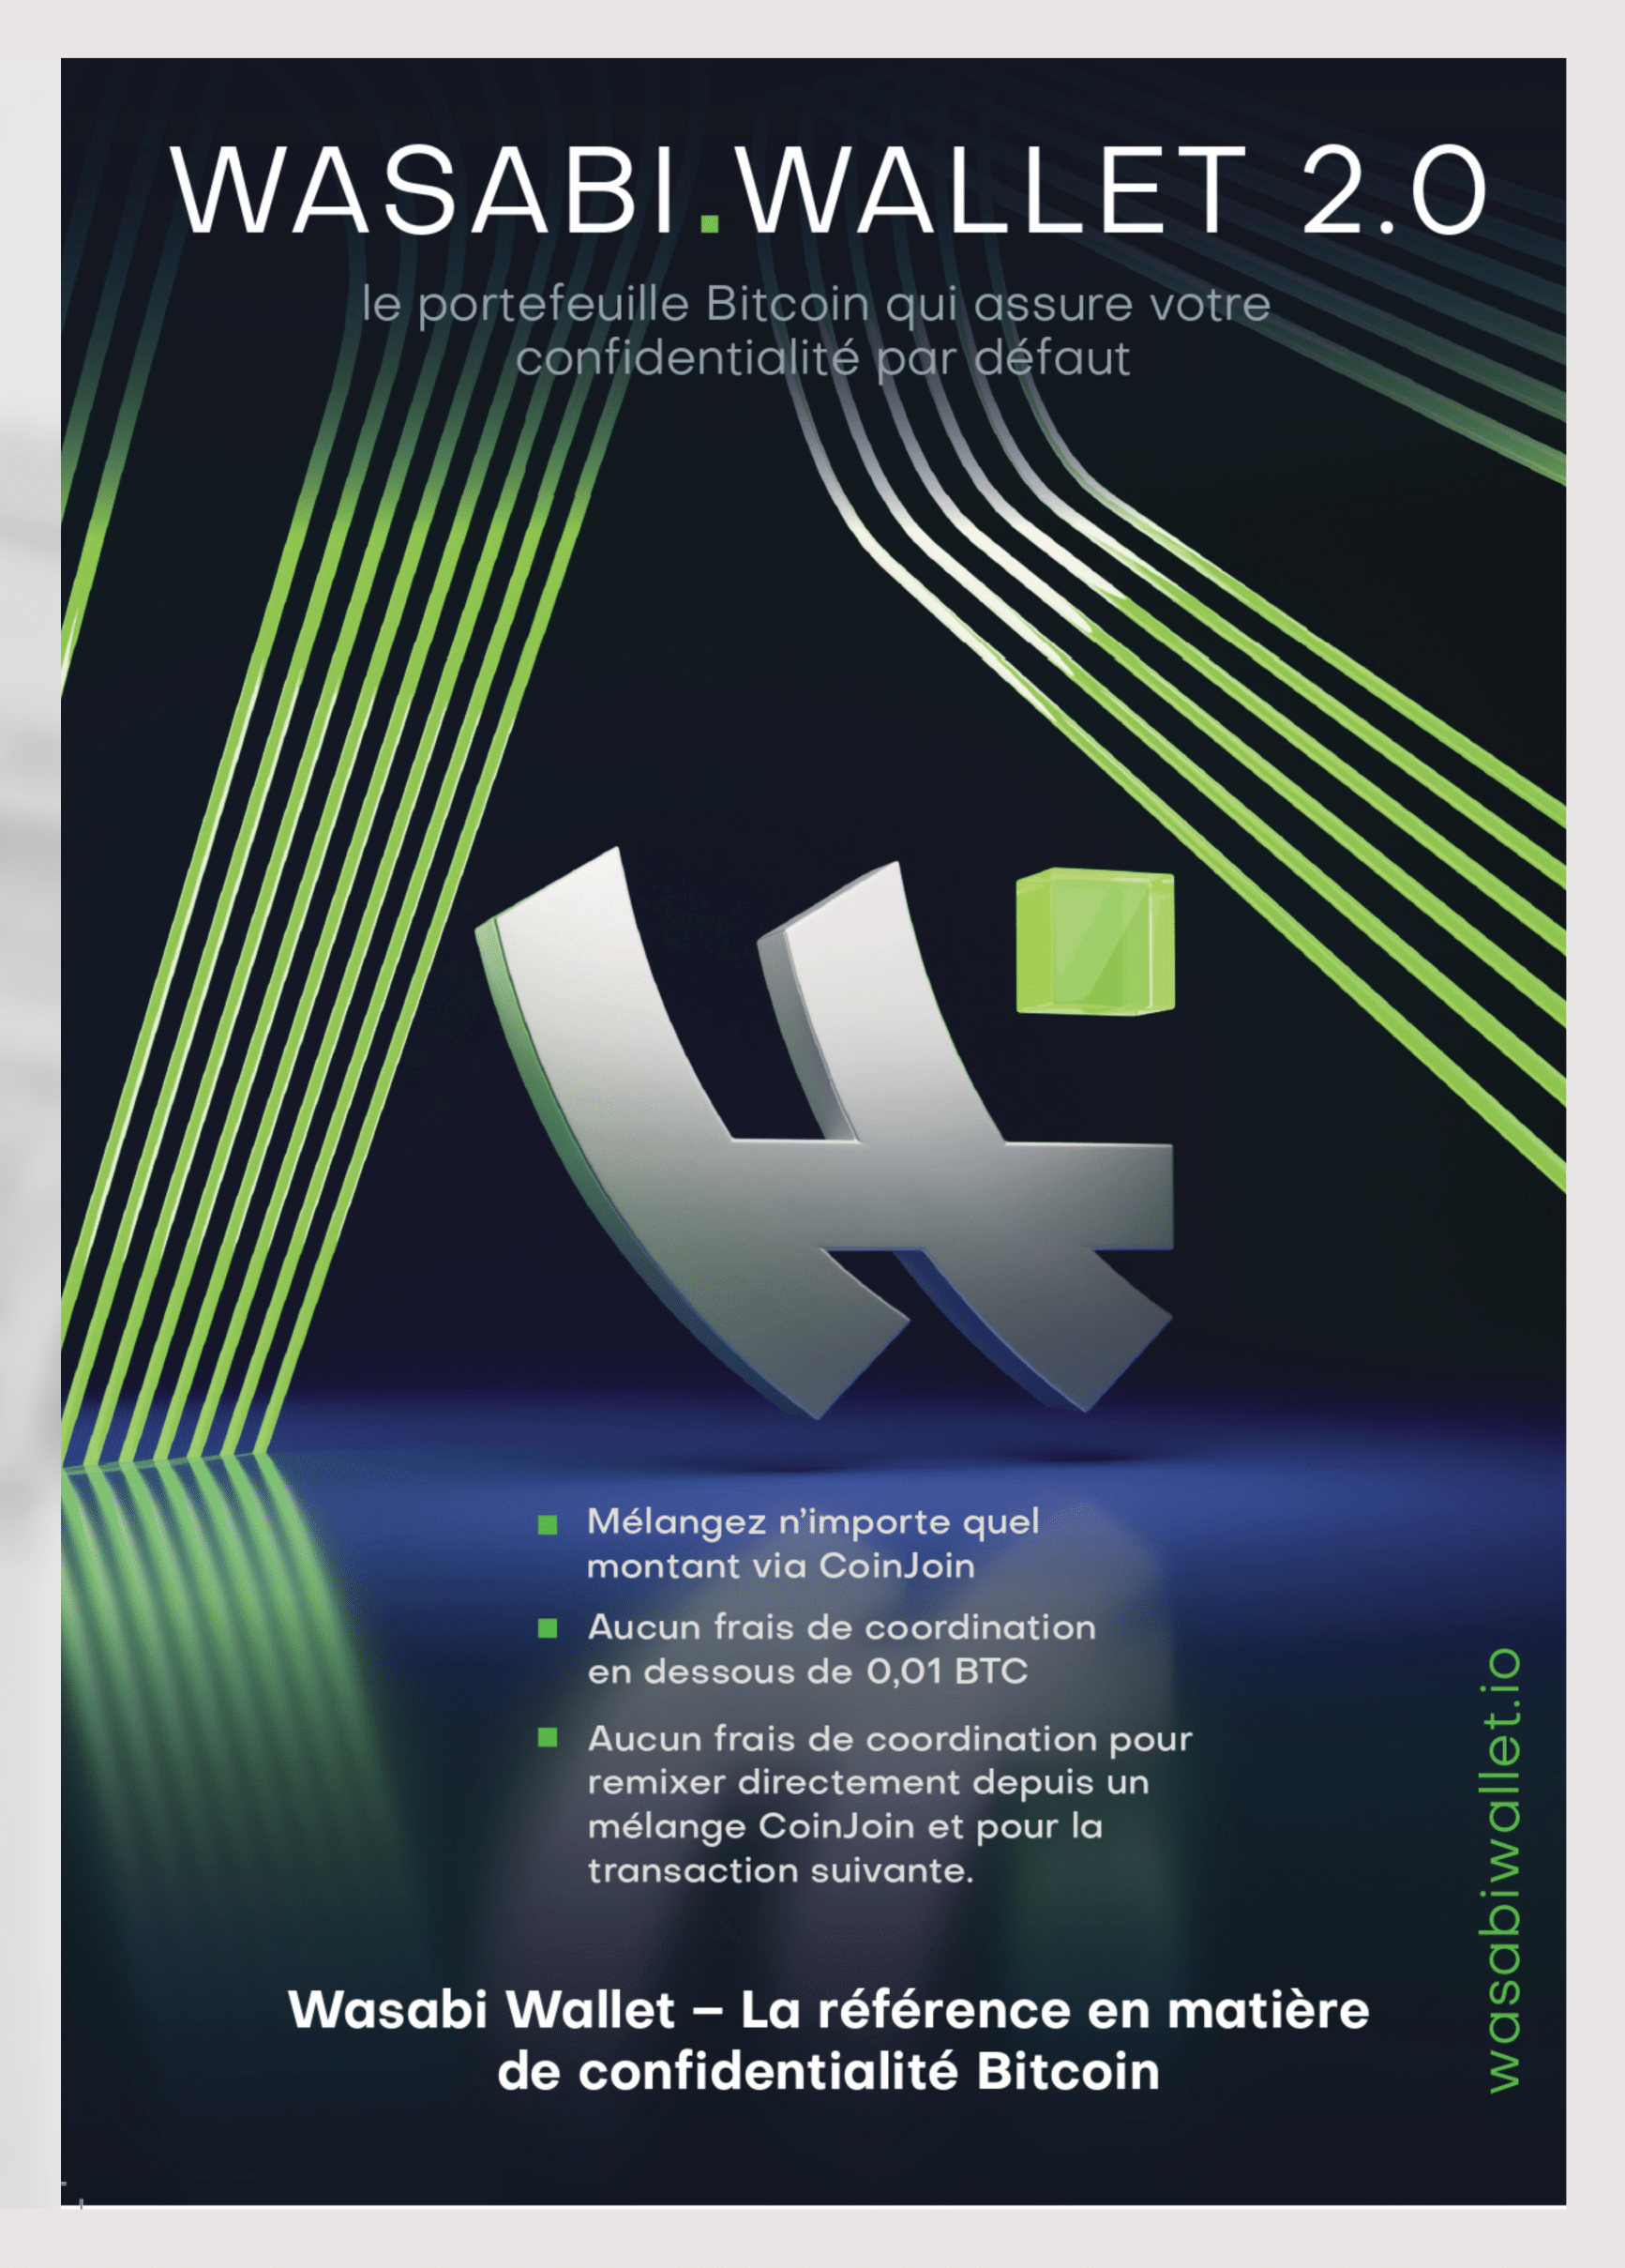 WASABI.WALLET 2.0
le portefeuille Bitcoin qui assure votre
confidentialité par défaut
Mélangez n’importe quel
montant via CoinJoin
Aucun frais de coordination
en dessous de 0,01 BTC
Aucun frais de coordination pour
remixer directement depuis un
mélange CoinJoin et pour la
transaction suivante.
wasabiwallet.io
Wasabi Wallet – La référence en matière
de confidentialité Bitcoin